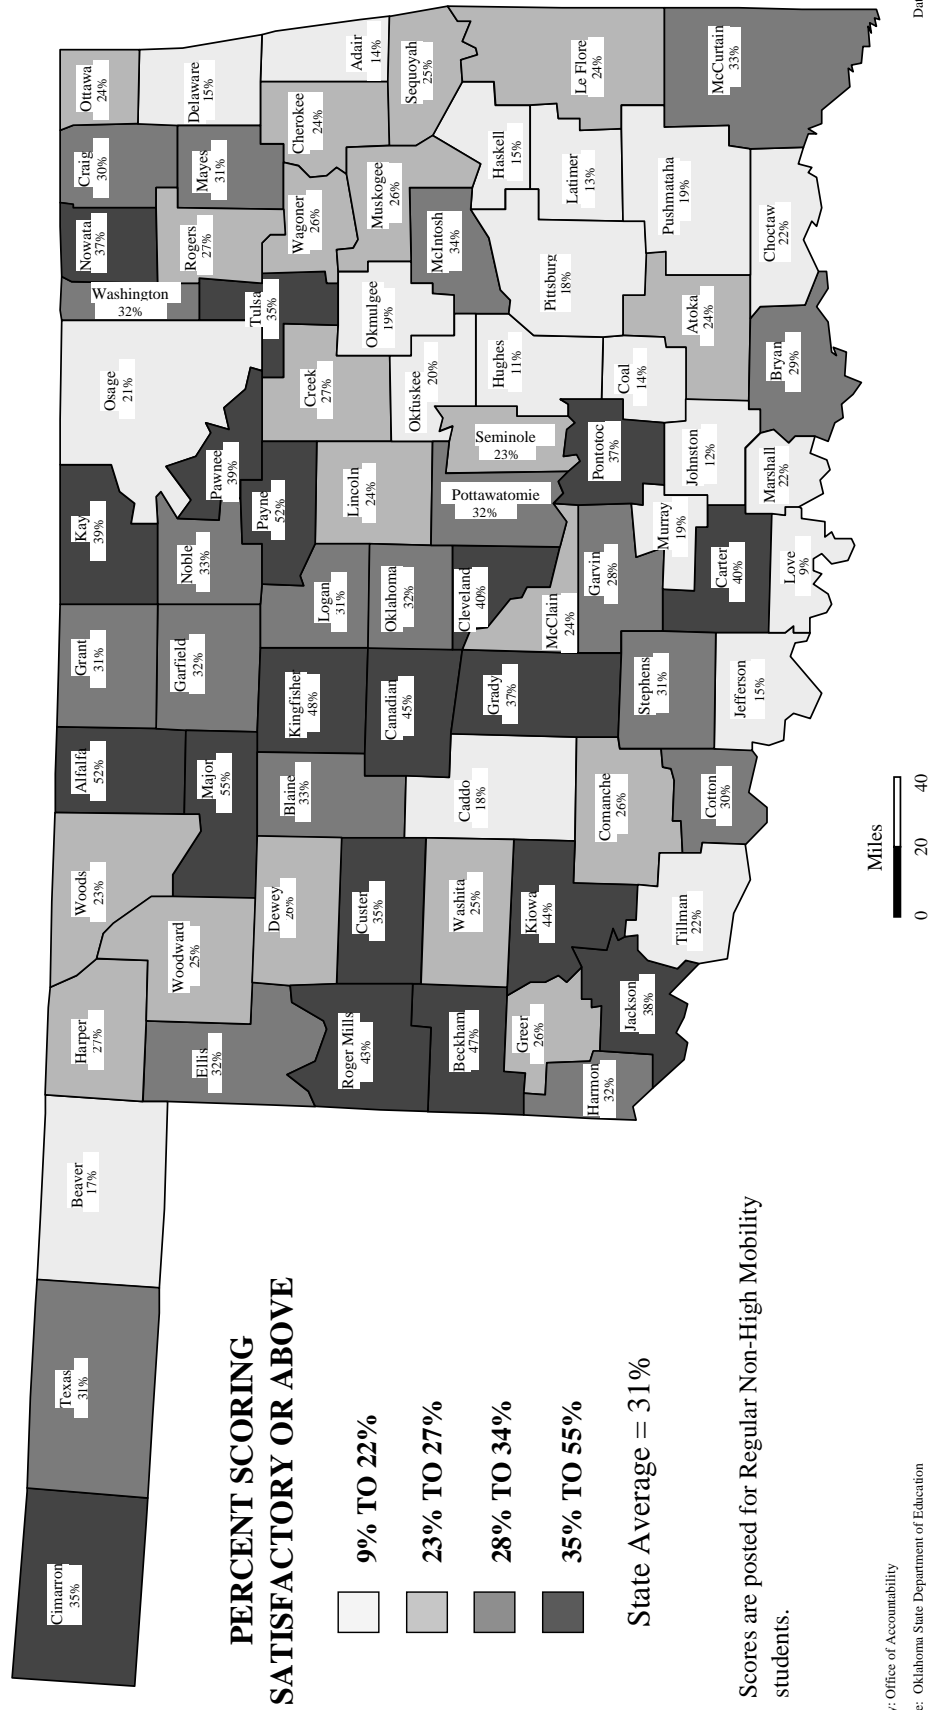 Cimarron
35%
Texas
31%
Beaver
17%
Harper
27%
Woods
23%
Alfalfa
52%
Grant
31%
Kay
39%
Osage
21%
Washington
32%
Nowata
37%
Craig
30%
Ottawa
24%
Ellis
32%
Woodward
25%
Major
55%
Garfield
32%
Noble
33%
Pawnee
39%
Rogers
27%
Mayes
31%
Delaware
15%
Roger Mills
43%
Dewey
26%
Blaine
33%
Kingfisher
48%
Logan
31%
Payne
52%
Creek
27%
Tulsa
35%
Wagoner
26%
Cherokee
24%
Adair
14%
Custer
35%
Canadian
45%
Oklahoma
32%
Lincoln
24%
Okfuskee
20%
Okmulgee
19%
Muskogee
26%
Sequoyah
25%
Beckham
47%
Washita
25%
Caddo
18%
Grady
37%
Cleveland
40%
Pottawatomie
32%
Seminole
23%
Hughes
11%
McIntosh
34%
Haskell
15%
Greer
26%
Kiowa
44%
McClain
24%
Pittsburg
18%
Latimer
13%
Le Flore
24%
Harmon
32%
Jackson
38%
Comanche
26%
Stephens
31%
Garvin
28%
Pontotoc
37%
Coal
14%
Tillman
22%
Cotton
30%
Jefferson
15%
Carter
40%
Murray
19%
Johnston
12%
Atoka
24%
Pushmataha
19%
McCurtain
33%
Love
9%
Marshall
22%
Bryan
29%
Choctaw
22%
PERCENT SCORING
SATISFACTORY OR ABOVE
9% TO 22%
23% TO 27%
28% TO 34%
35% TO 55%
State Average = 31%
Scores are posted for Regular Non-High Mobility
students.
Miles
0 20 40
y: Office of Accountability
e: Oklahoma State Department of Education
Dat